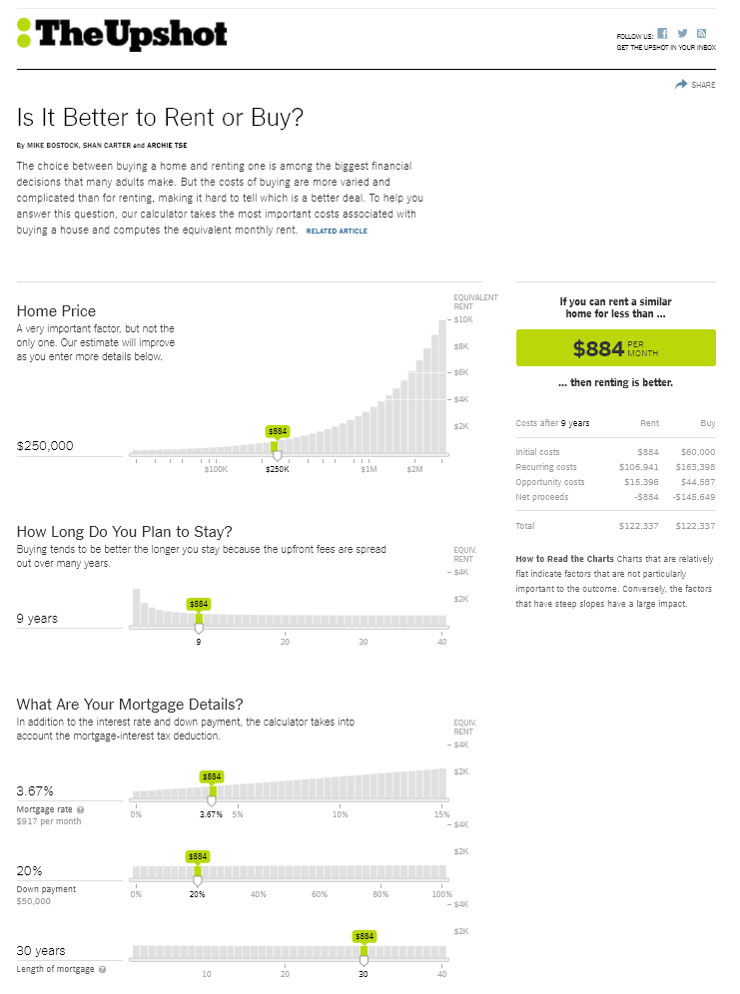 TheUpshot
FOLLOW US:
GET THE UPSHOT IN YOUR INBOX
SHARE
Is It Better to Rent or Buy?
By MIKE BOSTOCK, SHAN CARTER and ARCHIE TSE
The choice between buying a home and renting one is among the biggest financial
decisions that many adults make. But the costs of buying are more varied and
complicated than for renting, making it hard to tell which is a better deal. To help you
answer this question, our calculator takes the most important costs associated with
buying a house and computes the equivalent monthly rent. RELATED ARTICLE
Home Price
A very important factor, but not the
only one. Our estimate will improve
as you enter more details below.
$250,000
EQUIVALENT
RENT
$10K
$8K
$6K
$4K
$2K
$884
$100K $250K $1M $2M
If you can rent a similar
home for less than ...
$884 PER
MONTH
... then renting is better.
Costs after 9 years Rent Buy
Initial costs $884 $60,000
Recurring costs $106,941 $163,398
Opportunity costs $15,396 $44,587
Net proceeds -$884 -$145,649
Total $122,337 $122,337
How to Read the Charts Charts that are relatively
flat indicate factors that are not particularly
important to the outcome. Conversely, the factors
that have steep slopes have a large impact.
How Long Do You Plan to Stay?
Buying tends to be better the longer you stay because the upfront fees are spread
out over many years.
EQUIV.
RENT
$4K
$2K
$884
9 years
9 20 30 40
What Are Your Mortgage Details?
In addition to the interest rate and down payment, the calculator takes into
account the mortgage-interest tax deduction.
EQUIV.
RENT
$4K
$2K
$884
3.67%
Mortgage rate ?
$917 per month
0% 3.67% 5% 10% 15%
$4K
$2K
$884
20%
Down payment
$50,000
0% 20% 40% 60% 80% 100%
$4K
$2K
$884
30 years
Length of mortgage ?
10 20 30 40